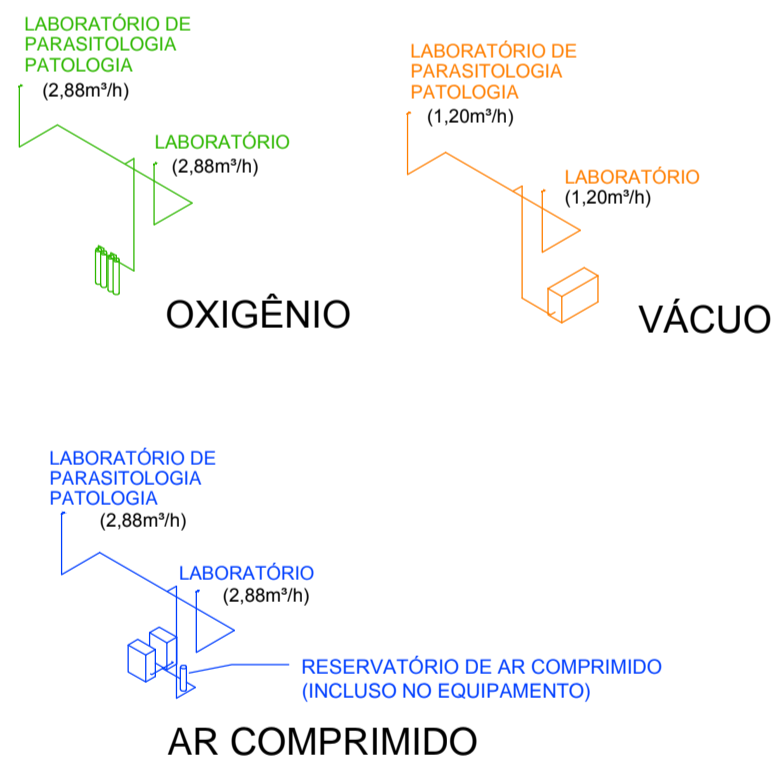 LABORATÓRIO DE
PARASITOLOGIA
PATOLOGIA
(2,88m³/h)
LABORATÓRIO
(2,88m³/h)
OXIGÊNIO
LABORATÓRIO DE
PARASITOLOGIA
PATOLOGIA
(1,20m³/h)
LABORATÓRIO
(1,20m³/h)
VÁCUO
LABORATÓRIO DE
PARASITOLOGIA
PATOLOGIA
(2,88m³/h)
LABORATÓRIO
(2,88m³/h)
RESERVATÓRIO DE AR COMPRIMIDO
(INCLUSO NO EQUIPAMENTO)
AR COMPRIMIDO